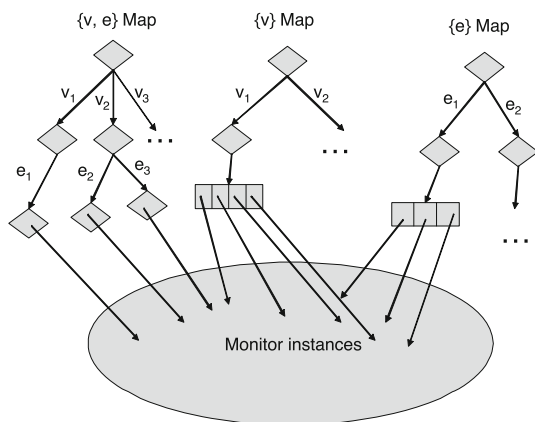 {v, e} Map
{v} Map
{e} Map
v1
v2
v3
...
v1
v2
...
e1
e2
e1
e2
e3
...
Monitor instances